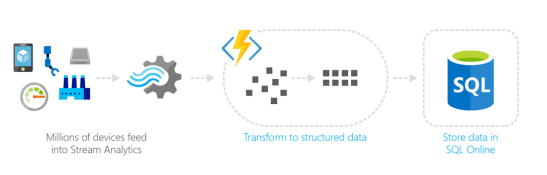 SQL
Millions of devices feed
into Stream Analytics
Transform to structured data
Store data in
SQL Online